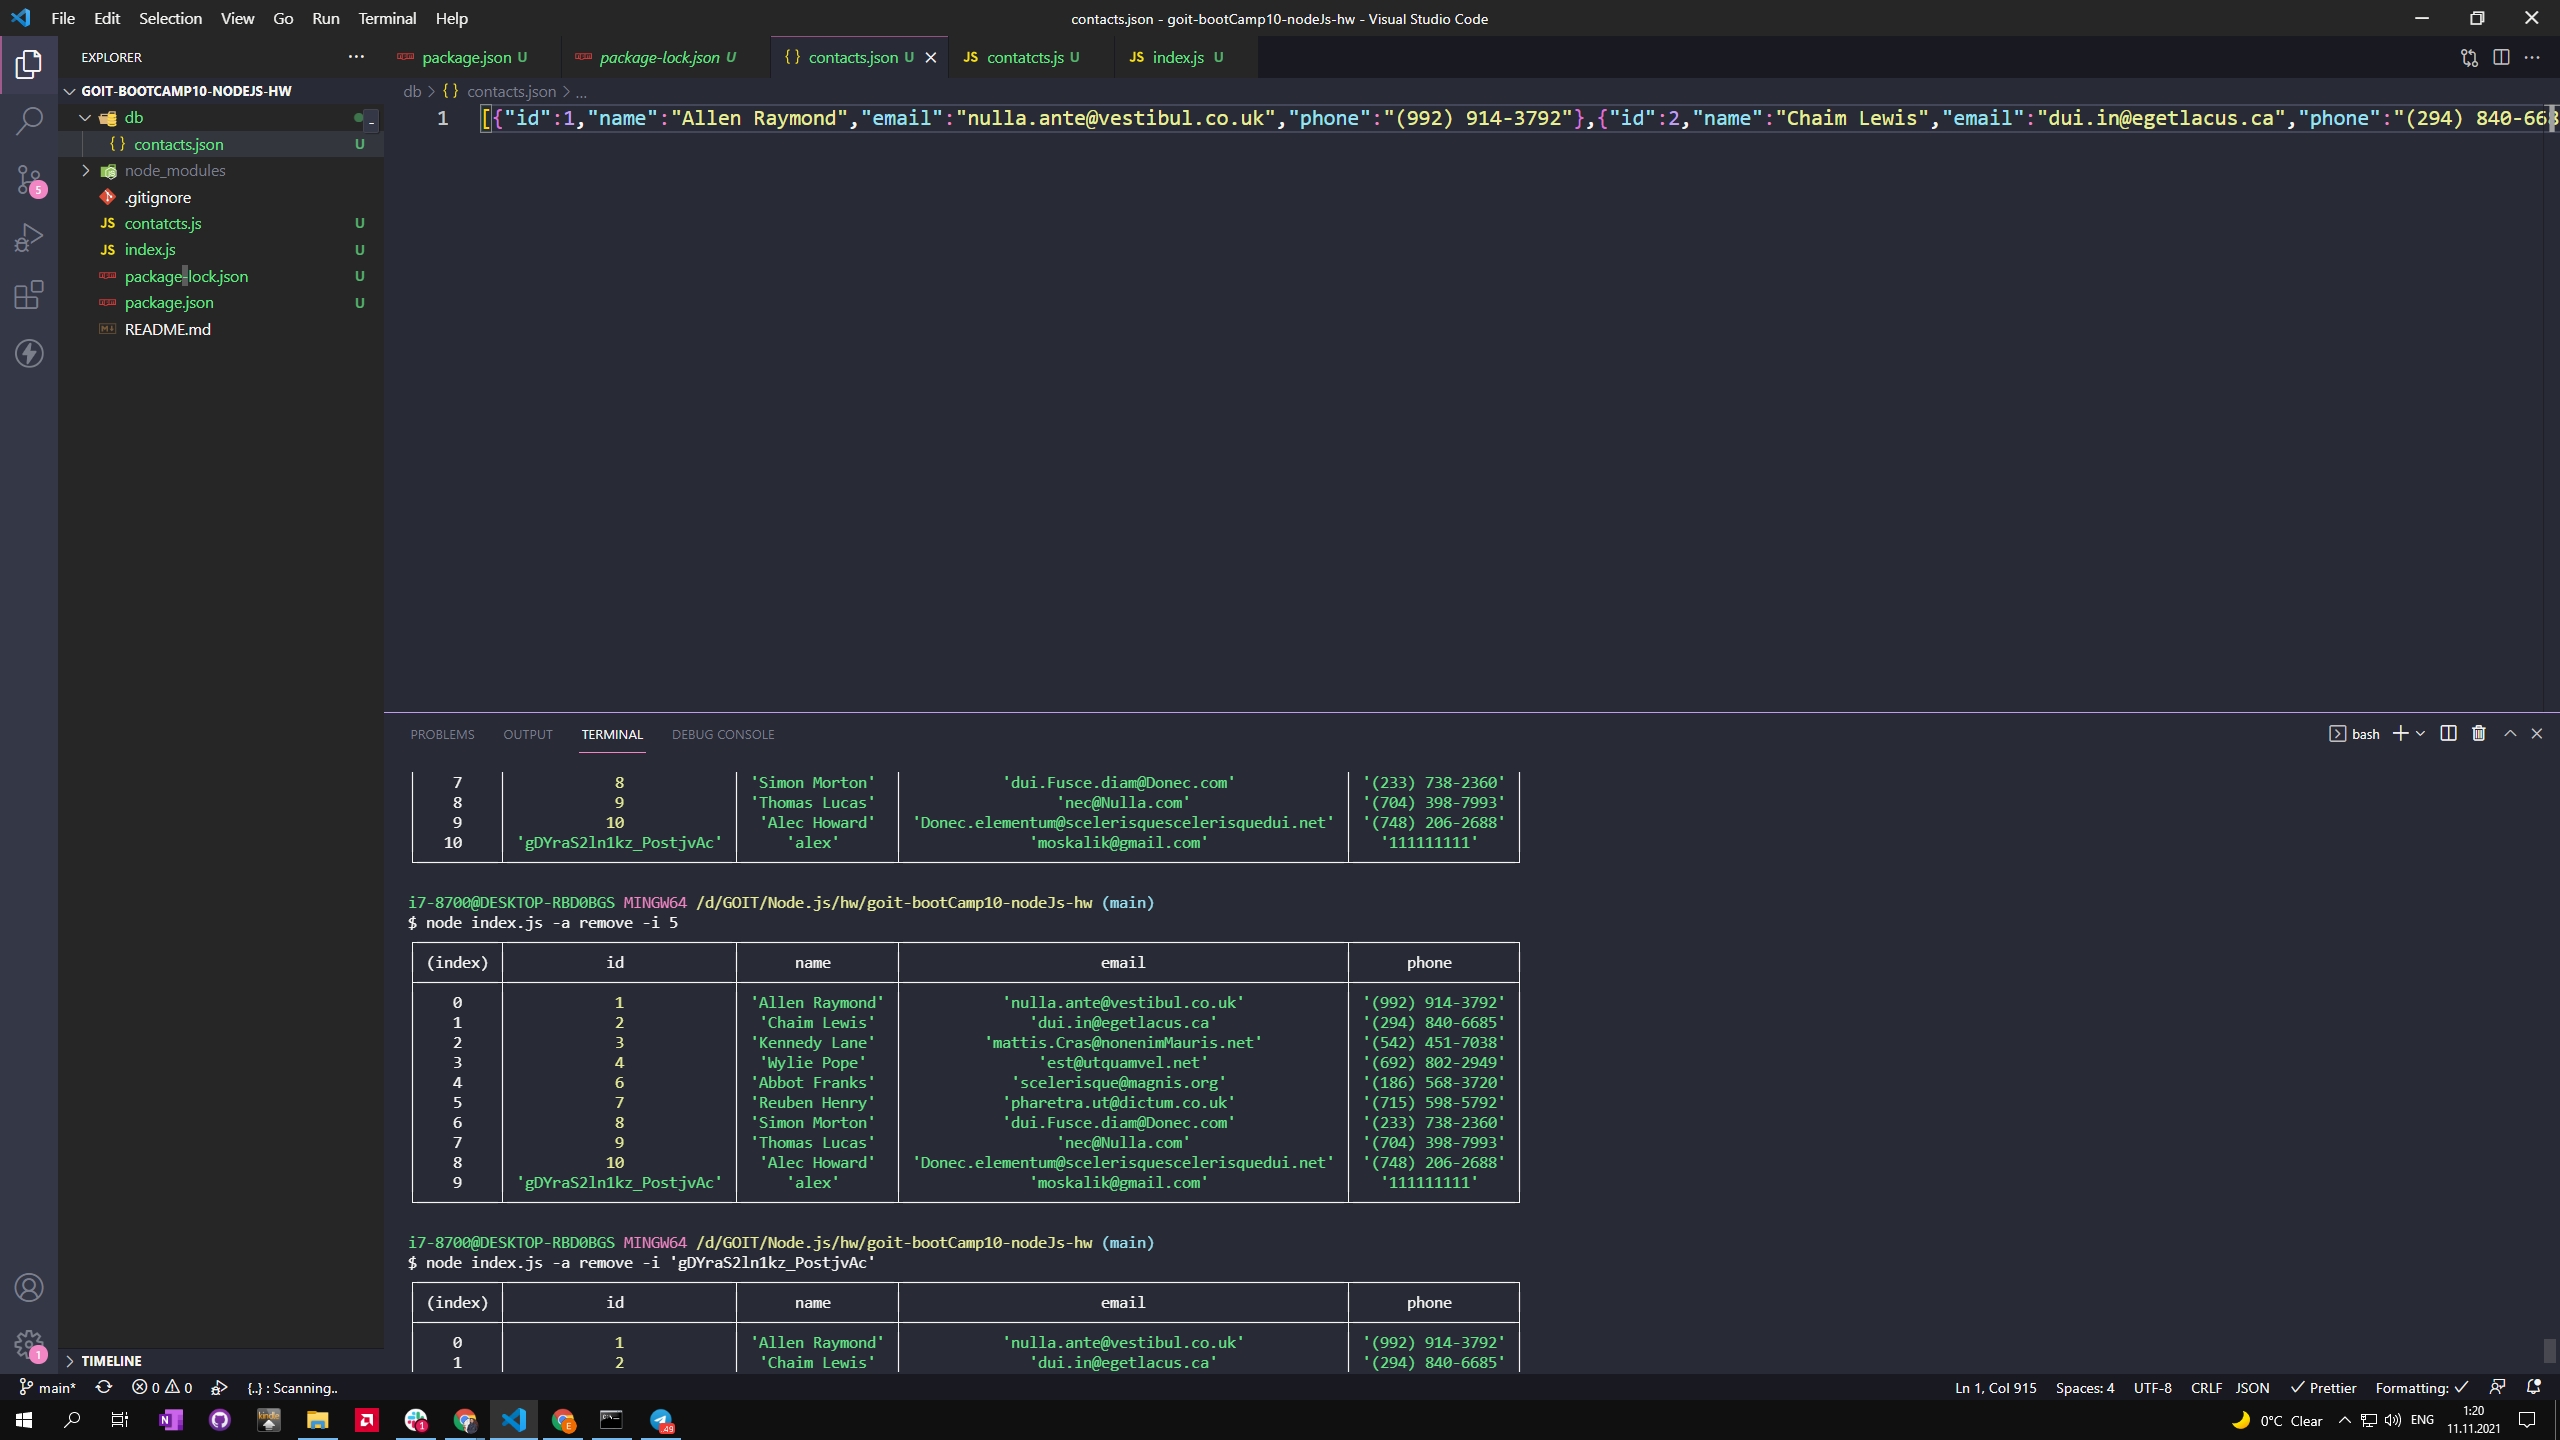 File Edit Selection View Go Run Terminal Help
contacts.json - goit-bootCamp10-nodeJs-hw - Visual Studio Code
EXPLORER
package.json U
package-lock.json U
contacts.json U
JS contatcts.js U
JS index.js U
GOIT-BOOTCAMP10-NODEJS-HW
db > {} contacts.json > ...
db
{} contacts.json U
node_modules
.gitignore
JS contatcts.js U
JS index.js U
package-lock.json U
package.json U
README.md
5
1 [{"id":1,"name":"Allen Raymond","email":"nulla.ante@vestibul.co.uk","phone":"(992) 914-3792"},{"id":2,"name":"Chaim Lewis","email":"dui.in@egetlacus.ca","phone":"(294) 840-668
PROBLEMS OUTPUT TERMINAL DEBUG CONSOLE
bash
7 8 'Simon Morton' 'dui.Fusce.diam@Donec.com' '(233) 738-2360'
8 9 'Thomas Lucas' 'nec@Nulla.com' '(704) 398-7993'
9 10 'Alec Howard' 'Donec.elementum@scelerisquescelerisquedui.net' '(748) 206-2688'
10 'gDYraS2ln1kz_PostjvAc' 'alex' 'moskalik@gmail.com' '111111111'
i7-8700@DESKTOP-RBD0BGS MINGW64 /d/GOIT/Node.js/hw/goit-bootCamp10-nodeJs-hw (main)
$ node index.js -a remove -i 5
(index) id name email phone
0 1 'Allen Raymond' 'nulla.ante@vestibul.co.uk' '(992) 914-3792'
1 2 'Chaim Lewis' 'dui.in@egetlacus.ca' '(294) 840-6685'
2 3 'Kennedy Lane' 'mattis.Cras@nonenimMauris.net' '(542) 451-7038'
3 4 'Wylie Pope' 'est@utquamvel.net' '(692) 802-2949'
4 6 'Abbot Franks' 'scelerisque@magnis.org' '(186) 568-3720'
5 7 'Reuben Henry' 'pharetra.ut@dictum.co.uk' '(715) 598-5792'
6 8 'Simon Morton' 'dui.Fusce.diam@Donec.com' '(233) 738-2360'
7 9 'Thomas Lucas' 'nec@Nulla.com' '(704) 398-7993'
8 10 'Alec Howard' 'Donec.elementum@scelerisquescelerisquedui.net' '(748) 206-2688'
9 'gDYraS2ln1kz_PostjvAc' 'alex' 'moskalik@gmail.com' '111111111'
i7-8700@DESKTOP-RBD0BGS MINGW64 /d/GOIT/Node.js/hw/goit-bootCamp10-nodeJs-hw (main)
$ node index.js -a remove -i 'gDYraS2ln1kz_PostjvAc'
(index) id name email phone
0 1 'Allen Raymond' 'nulla.ante@vestibul.co.uk' '(992) 914-3792'
1 2 'Chaim Lewis' 'dui.in@egetlacus.ca' '(294) 840-6685'
1
TIMELINE
main* 0 0 {..} : Scanning.. Ln 1, Col 915 Spaces: 4 UTF-8 CRLF JSON Prettier Formatting:
0°C Clear ENG
1:20
11.11.2021